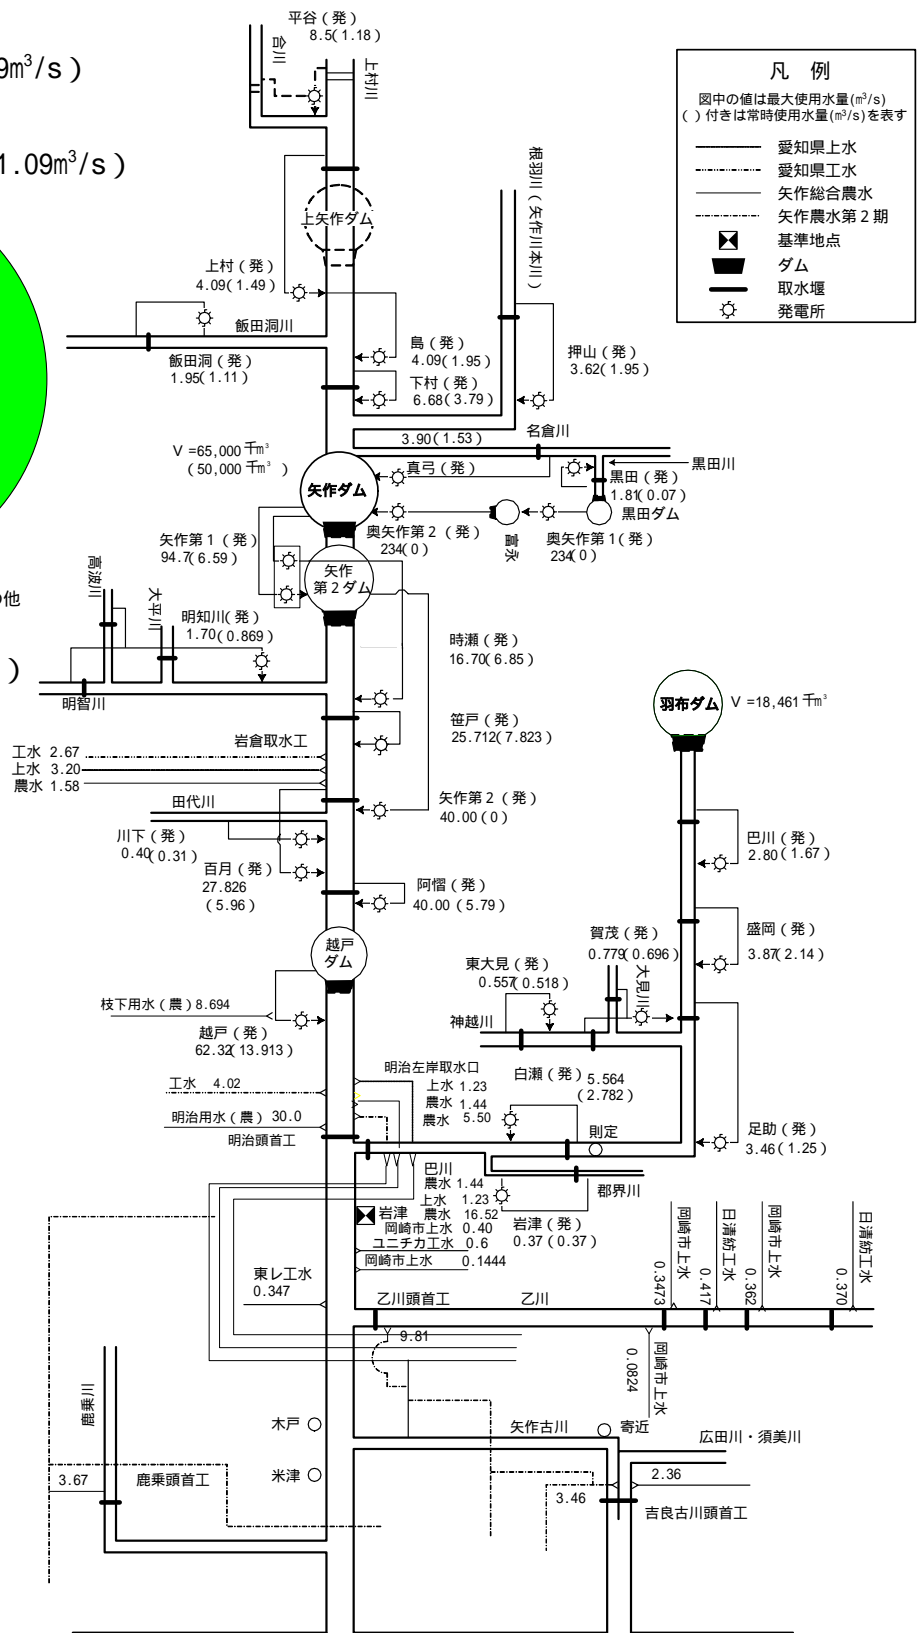 平谷（発）
8.5(1.18)
合川
上村川
9m³/s）
1.09m³/s）
凡 例
図中の値は最大使用水量(m³/s)
( )付きは常時使用水量(m³/s)を表す
愛知県上水
愛知県工水
矢作総合農水
矢作農水第２期
基準地点
ダム
取水堰
発電所
根羽川（矢作川本川）
上矢作ダム
上村（発）
4.09(1.49)
飯田洞川
飯田洞（発）
1.95(1.11)
島（発）
4.09(1.95)
下村（発）
6.68(3.79)
押山（発）
3.62(1.95)
3.90(1.53)
名倉川
V =65,000 千m³
(50,000 千m³ )
真弓（発）
黒田川
黒田（発）
1.81(0.07)
黒田ダム
矢作ダム
奥矢作第２（発）
234(0)
富永
奥矢作第１(発）
234(0)
矢作第１（発）
94.7(6.59)
矢作
第２ダム
の他
高波川
大平川
明知川(発）
1.70(0.869)
）
明智川
時瀬（発）
16.70(6.85)
羽布ダム
V =18,461 千m³
笹戸（発）
25.712(7.823)
岩倉取水工
工水 2.67
上水 3.20
農水 1.58
田代川
矢作第２（発）
40.00(0)
川下（発）
0.40(0.31)
百月（発）
27.826
(5.96)
巴川（発）
2.80(1.67)
阿摺（発）
40.00 (5.79)
盛岡（発）
3.87(2.14)
賀茂（発）
0.779(0.696)
大見川
東大見（発）
0.557(0.518)
越戸
ダム
枝下用水（農）8.694
越戸（発）
62.32(13.913)
神越川
明治左岸取水口
上水 1.23
農水 1.44
農水 5.50
白瀬（発）5.564
(2.782)
工水 4.02
明治用水（農）30.0
明治頭首工
則定
足助（発）
3.46(1.25)
巴川
農水 1.44
上水 1.23
農水 16.52
岡崎市上水 0.40
ユニチカ工水 0.6
岡崎市上水 0.1444
岩津
郡界川
岩津（発）
0.37 (0.37)
岡崎市上水
0.3473
日清紡工水
0.417
岡崎市上水
0.362
日清紡工水
0.370
東レ工水
0.347
乙川頭首工
乙川
9.81
岡崎市上水
0.0824
鹿乗川
木戸
矢作古川
寄近
広田川・須美川
米津
3.67
鹿乗頭首工
3.46
2.36
吉良古川頭首工